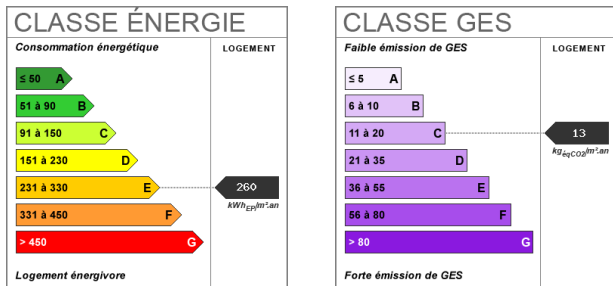 CLASSE ÉNERGIE
Consommation énergétique
LOGEMENT
≤ 50 A
51 à 90 B
91 à 150 C
151 à 230 D
231 à 330 E
260
kWhEP/m².an
331 à 450 F
> 450 G
Logement énergivore
CLASSE GES
Faible émission de GES
LOGEMENT
≤ 5 A
6 à 10 B
11 à 20 C
13
kgéqCO2/m².an
21 à 35 D
36 à 55 E
56 à 80 F
> 80 G
Forte émission de GES